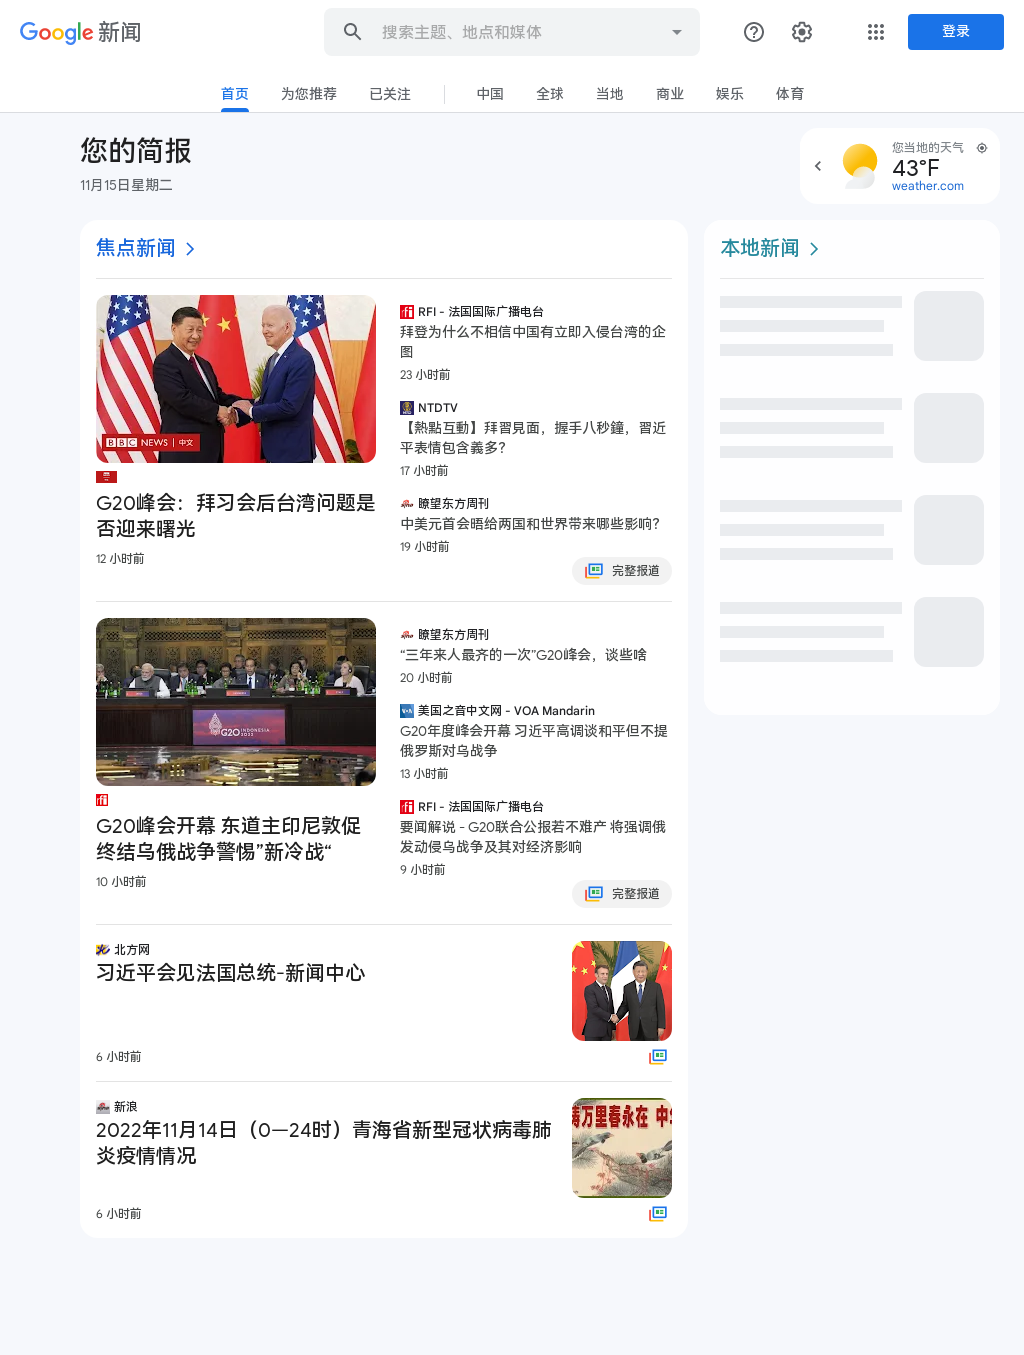 Google 新闻
搜索主题、地点和媒体
登录
首页 为您推荐 已关注 中国 全球 当地 商业 娱乐 体育
您的简报
11月15日星期二
您当地的天气
43°F
weather.com
焦点新闻
BBC NEWS 中文
G20峰会：拜习会后台湾问题是
否迎来曙光
12 小时前
RFI - 法国国际广播电台
拜登为什么不相信中国有立即入侵台湾的企
图
23 小时前
NTDTV
【熱點互動】拜習見面，握手八秒鐘，習近
平表情包含義多？
17 小时前
瞭望东方周刊
中美元首会晤给两国和世界带来哪些影响？
19 小时前
完整报道
G20 INDONESIA
2022
G20峰会开幕 东道主印尼敦促
终结乌俄战争警惕”新冷战“
10 小时前
瞭望东方周刊
“三年来人最齐的一次”G20峰会，谈些啥
20 小时前
VOA
美国之音中文网 - VOA Mandarin
G20年度峰会开幕 习近平高调谈和平但不提
俄罗斯对乌战争
13 小时前
RFI - 法国国际广播电台
要闻解说 - G20联合公报若不难产 将强调俄
发动侵乌战争及其对经济影响
9 小时前
完整报道
北方网
习近平会见法国总统-新闻中心
6 小时前
新浪
2022年11月14日（0—24时）青海省新型冠状病毒肺
炎疫情情况
万里春永在 中
6 小时前
本地新闻